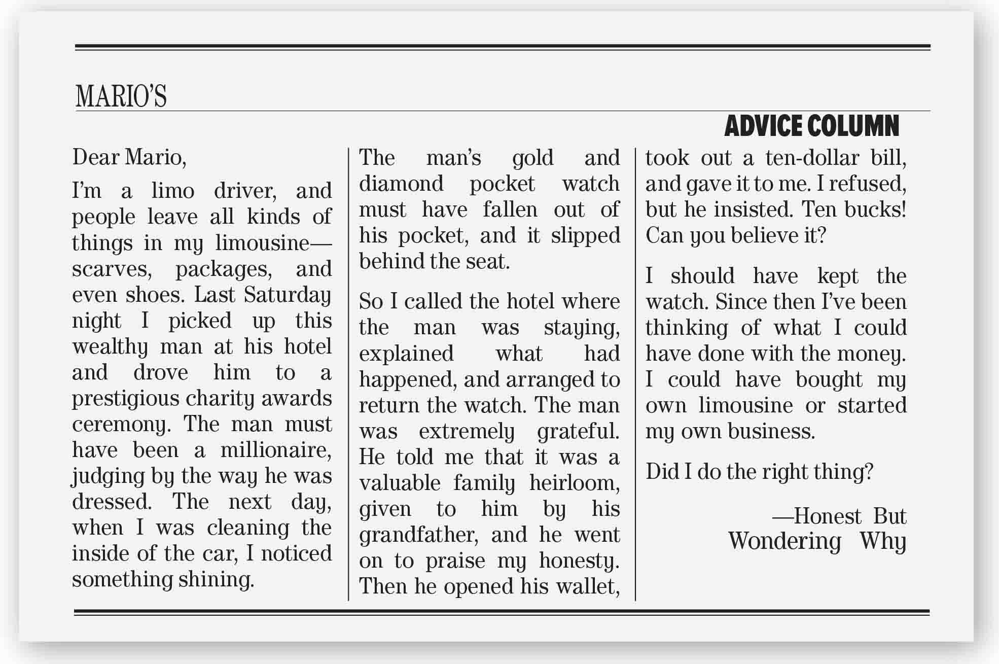 MARIO’S
ADVICE COLUMN
Dear Mario,
I’m a limo driver, and
people leave all kinds of
things in my limousine—
scarves, packages, and
even shoes. Last Saturday
night I picked up this
wealthy man at his hotel
and drove him to a
prestigious charity awards
ceremony. The man must
have been a millionaire,
judging by the way he was
dressed. The next day,
when I was cleaning the
inside of the car, I noticed
something shining.
The man’s gold and
diamond pocket watch
must have fallen out of
his pocket, and it slipped
behind the seat.
So I called the hotel where
the man was staying,
explained what had
happened, and arranged to
return the watch. The man
was extremely grateful.
He told me that it was a
valuable family heirloom,
given to him by his
grandfather, and he went
on to praise my honesty.
Then he opened his wallet,
took out a ten-dollar bill,
and gave it to me. I refused,
but he insisted. Ten bucks!
Can you believe it?
I should have kept the
watch. Since then I’ve been
thinking of what I could
have done with the money.
I could have bought my
own limousine or started
my own business.
Did I do the right thing?
—Honest But
Wondering Why